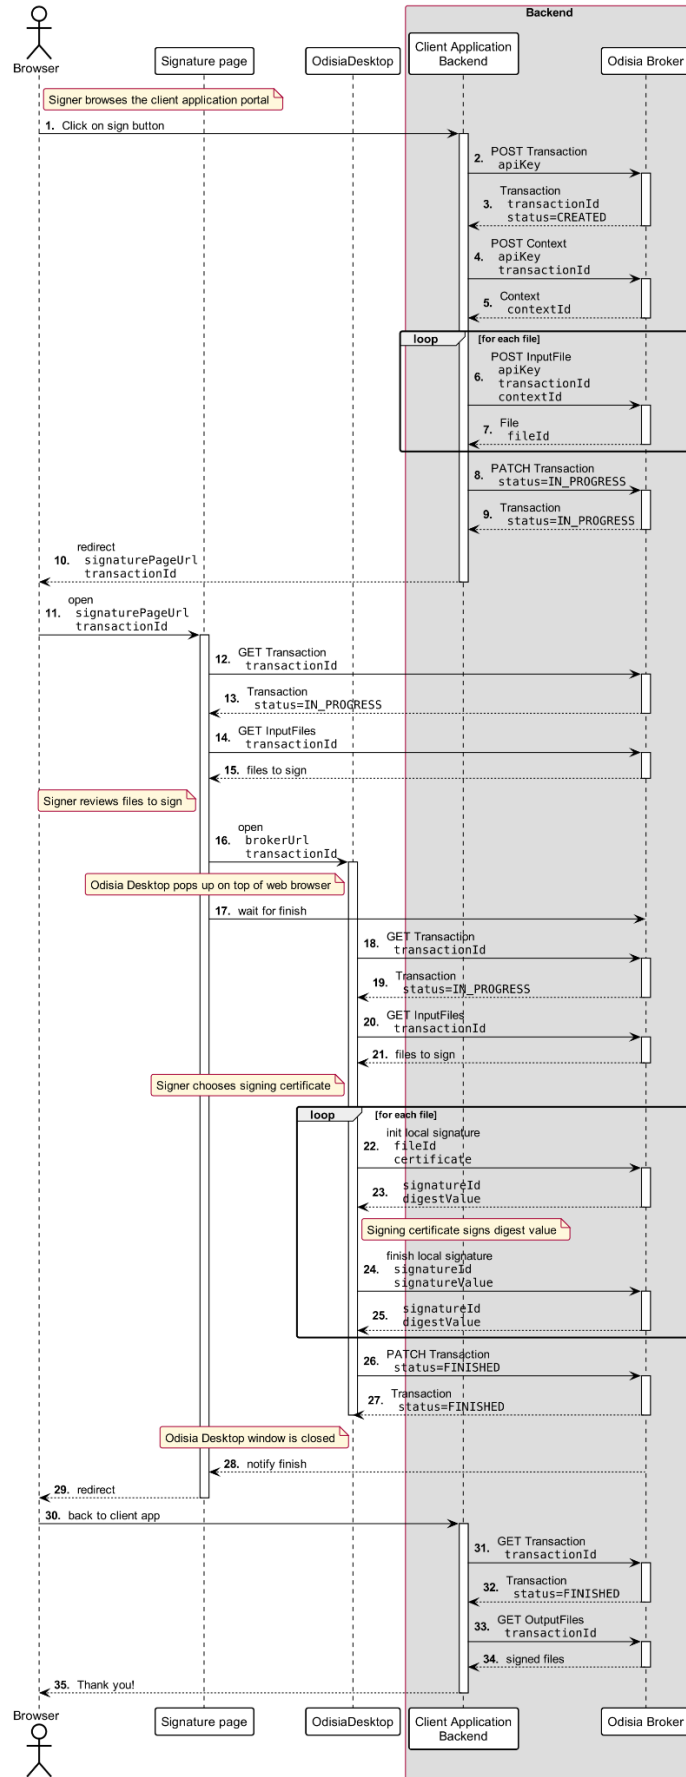 Backend
Browser
Signature page
OdisiaDesktop
Client Application
Backend
Odisia Broker
Signer browses the client application portal
1. Click on sign button
2. POST Transaction
apiKey
3. Transaction
transactionId
status=CREATED
4. POST Context
apiKey
transactionId
5. Context
contextId
loop [for each file]
6. POST InputFile
apiKey
transactionId
contextId
7. File
fileId
8. PATCH Transaction
status=IN_PROGRESS
9. Transaction
status=IN_PROGRESS
10. redirect
signaturePageUrl
transactionId
11. open
signaturePageUrl
transactionId
12. GET Transaction
transactionId
13. Transaction
status=IN_PROGRESS
14. GET InputFiles
transactionId
15. files to sign
Signer reviews files to sign
16. open
brokerUrl
transactionId
Odisia Desktop pops up on top of web browser
17. wait for finish
18. GET Transaction
transactionId
19. Transaction
status=IN_PROGRESS
20. GET InputFiles
transactionId
21. files to sign
Signer chooses signing certificate
loop [for each file]
22. init local signature
fileId
certificate
23. signatureId
digestValue
Signing certificate signs digest value
24. finish local signature
signatureId
signatureValue
25. signatureId
digestValue
26. PATCH Transaction
status=FINISHED
27. Transaction
status=FINISHED
Odisia Desktop window is closed
28. notify finish
29. redirect
30. back to client app
31. GET Transaction
transactionId
32. Transaction
status=FINISHED
33. GET OutputFiles
transactionId
34. signed files
35. Thank you!
Browser
Signature page
OdisiaDesktop
Client Application
Backend
Odisia Broker